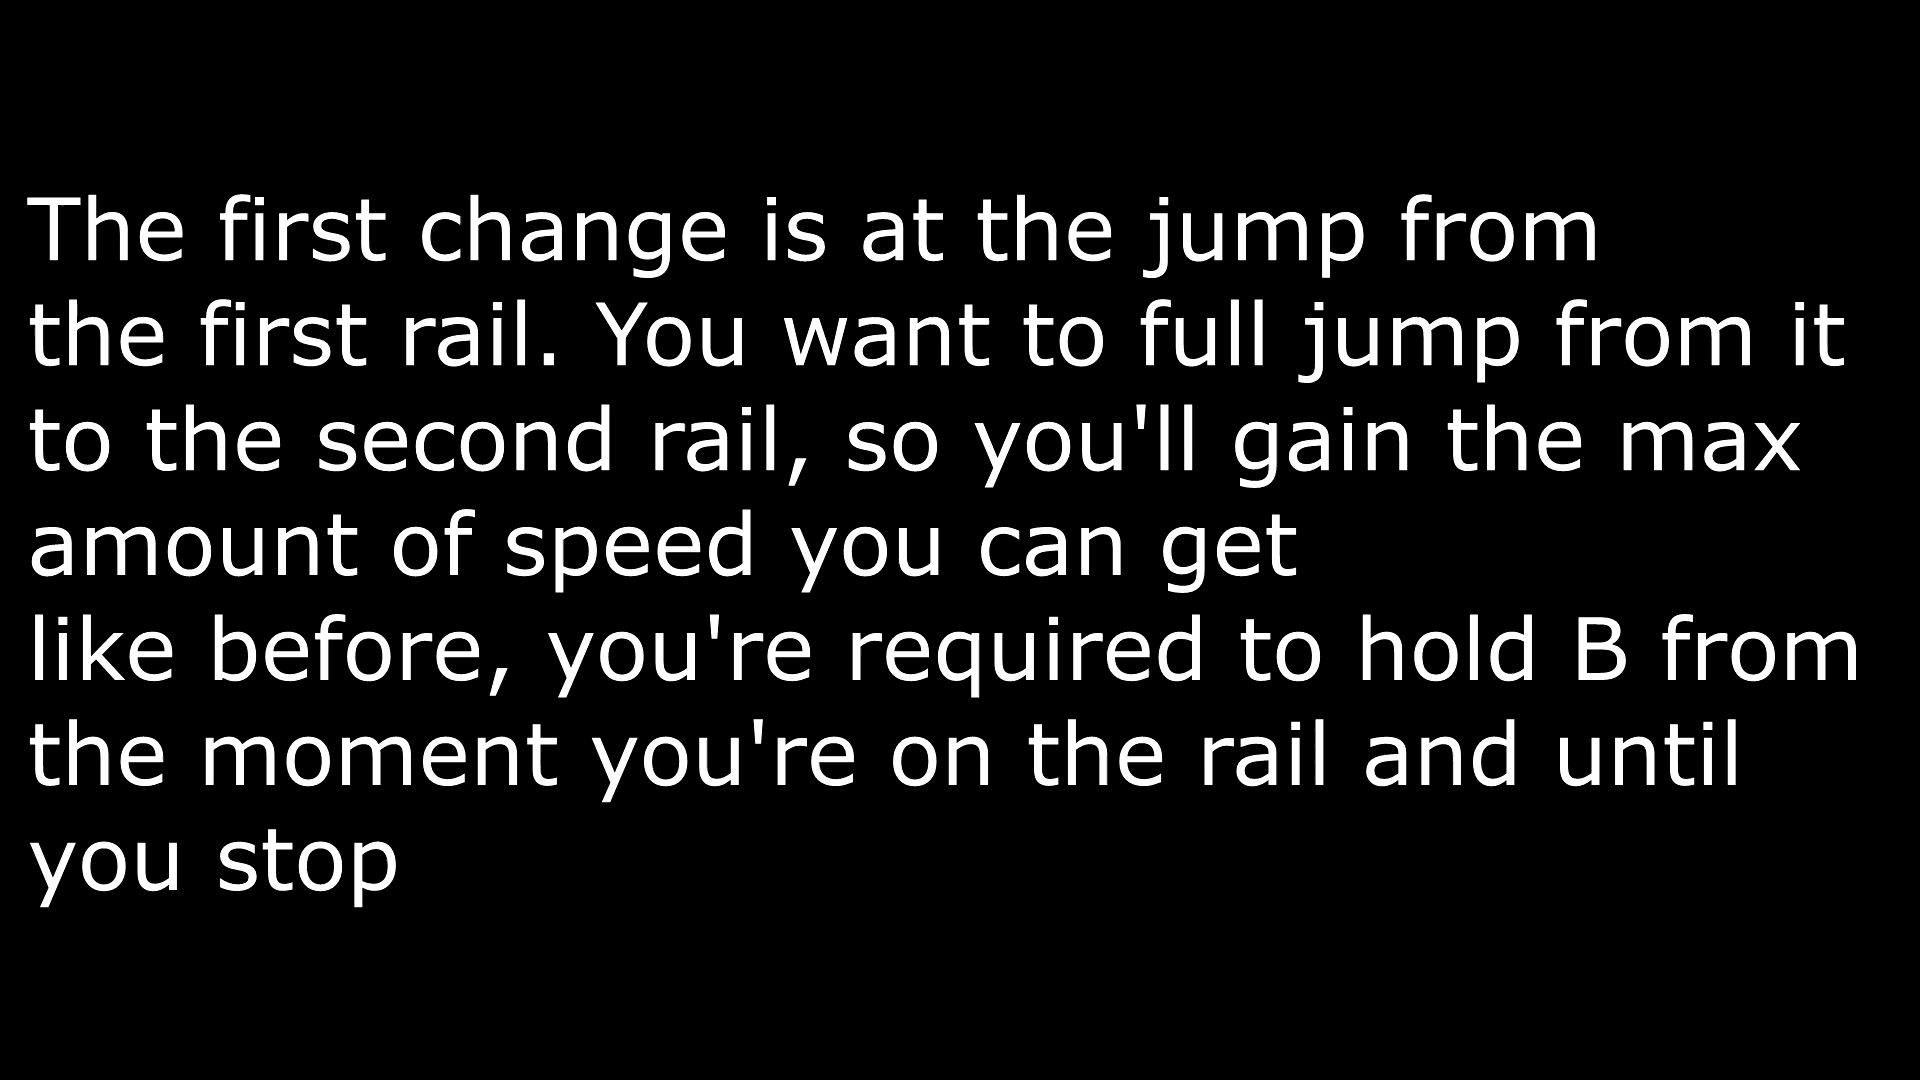 The first change is at the jump from
the first rail. You want to full jump from it
to the second rail, so you'll gain the max
amount of speed you can get
like before, you're required to hold B from
the moment you're on the rail and until
you stop